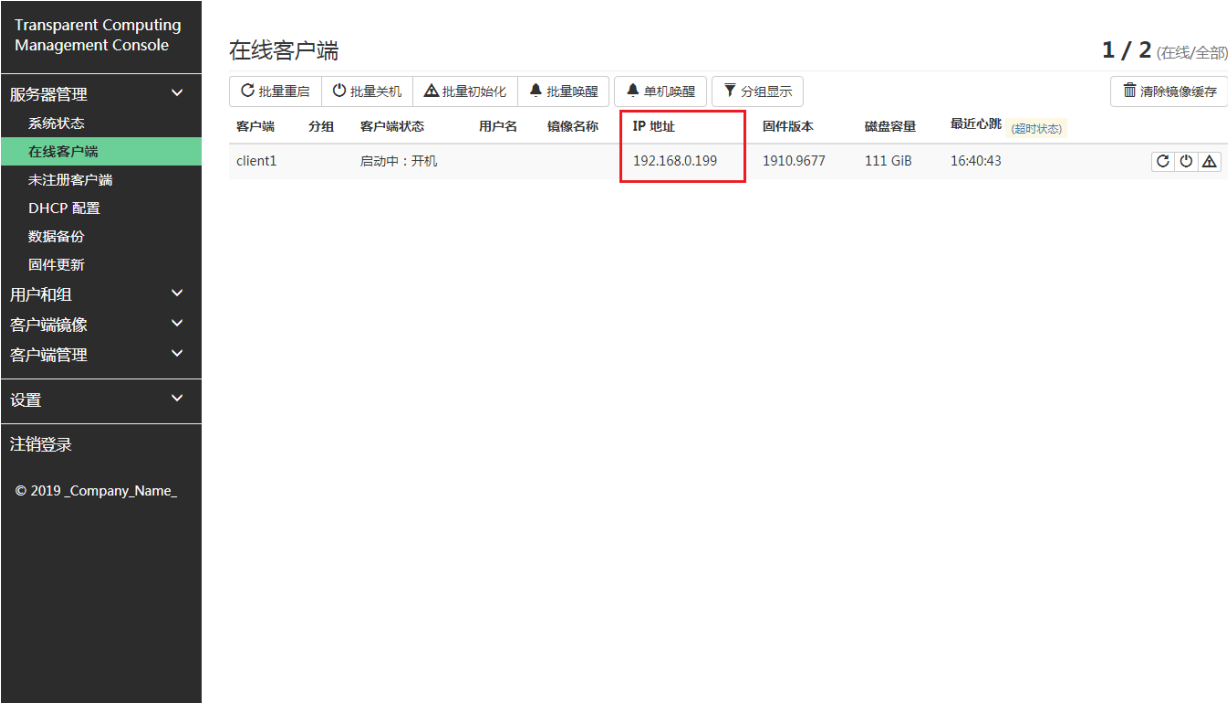 Transparent Computing
Management Console
服务器管理
系统状态
在线客户端
未注册客户端
DHCP 配置
数据备份
固件更新
用户和组
客户端镜像
客户端管理
设置
注销登录
© 2019 _Company_Name_
在线客户端 1 / 2 (在线/全部)
批量重启 批量关机 批量初始化 批量唤醒 单机唤醒 分组显示 清除镜像缓存
客户端 分组 客户端状态 用户名 镜像名称 IP 地址 固件版本 磁盘容量 最近心跳 (超时状态)
client1 启动中：开机 192.168.0.199 1910.9677 111 GiB 16:40:43